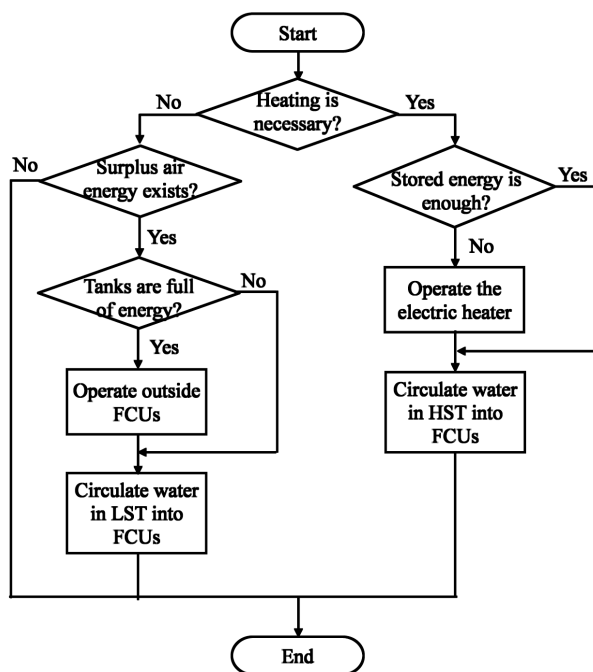 Start
No
Heating is
necessary?
Yes
No
Surplus air
energy exists?
Stored energy is
enough?
Yes
Yes
No
Tanks are full
of energy?
No
Operate the
electric heater
Yes
Operate outside
FCUs
Circulate water
in HST into
FCUs
Circulate water
in LST into
FCUs
End